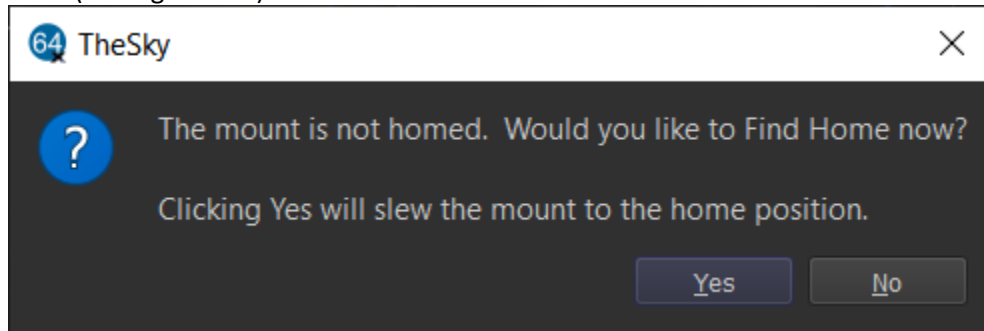 64 TheSky
?
The mount is not homed. Would you like to Find Home now?
Clicking Yes will slew the mount to the home position.
Yes No